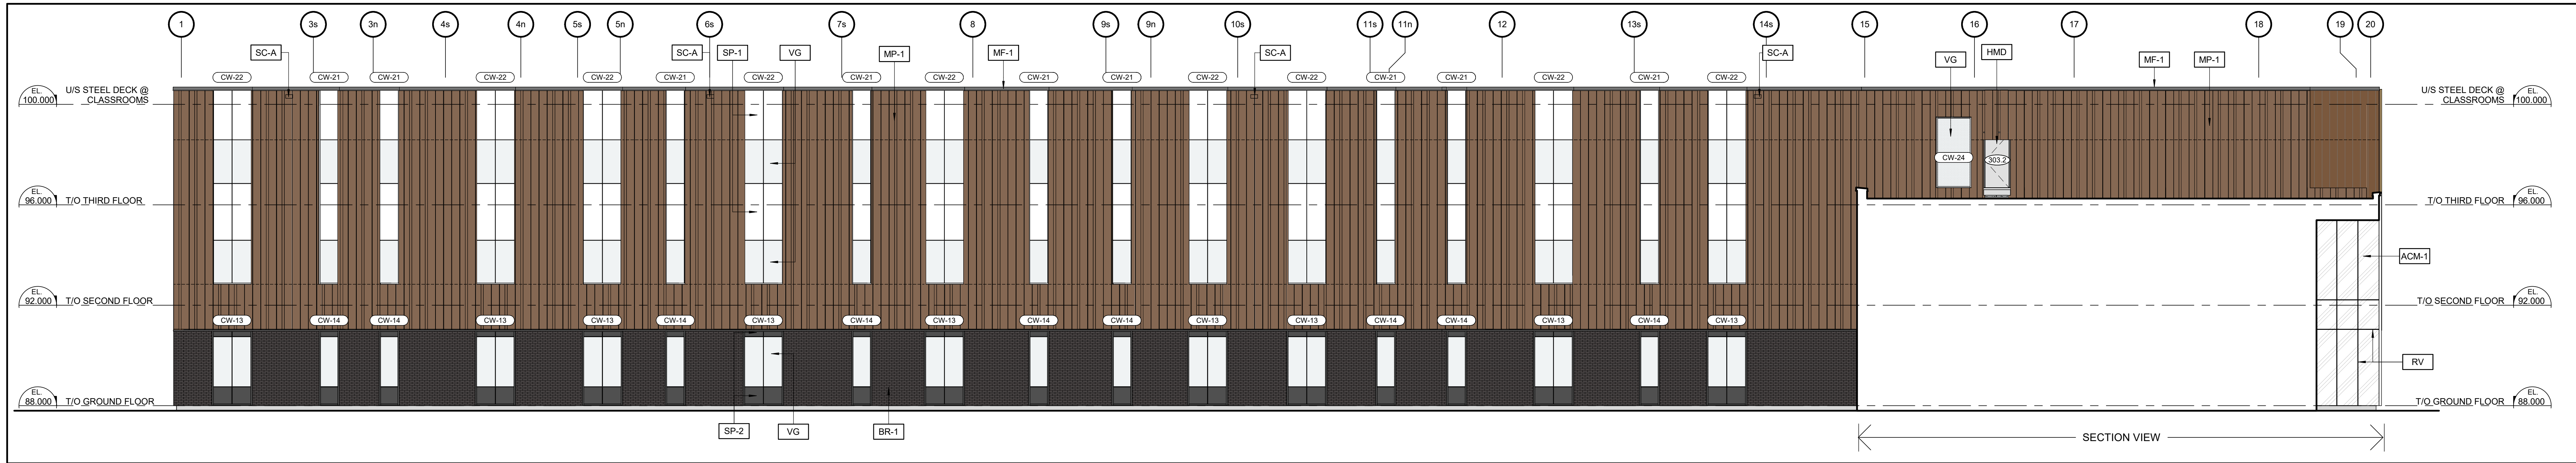 1 3s 3n 4s 4n 5s 5n 6s 7s 8 9s 9n 10s 11s 11n 12 13s 14s 15 16 17 18 19 20
SC-A SC-A SP-1 VG MP-1 MF-1 SC-A SC-A VG HMD MF-1 MP-1
CW-22 CW-21 CW-21 CW-22 CW-22 CW-21 CW-22 CW-21 CW-22 CW-21 CW-21 CW-22 CW-22 CW-21 CW-21 CW-22 CW-21 CW-22
EL.
100.000
U/S STEEL DECK @
CLASSROOMS
U/S STEEL DECK @
CLASSROOMS
EL.
100.000
CW-24
303.2
EL.
96.000
T/O THIRD FLOOR
T/O THIRD FLOOR
EL.
96.000
ACM-1
EL.
92.000
T/O SECOND FLOOR
T/O SECOND FLOOR
EL.
92.000
CW-13 CW-14 CW-14 CW-13 CW-13 CW-14 CW-13 CW-14 CW-13 CW-14 CW-14 CW-13 CW-13 CW-14 CW-14 CW-13 CW-14 CW-13
RV
EL.
88.000
T/O GROUND FLOOR
T/O GROUND FLOOR
EL.
88.000
SP-2 VG BR-1
SECTION VIEW